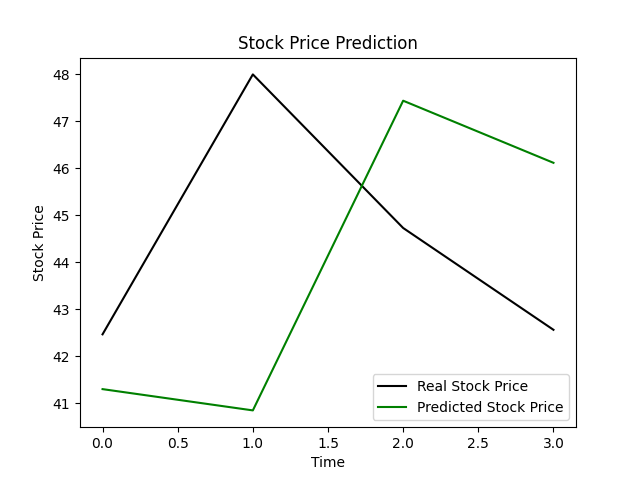 Stock Price Prediction
48
47
46
45
44
43
42
41
Stock Price
0.0 0.5 1.0 1.5 2.0 2.5 3.0
Time
Real Stock Price
Predicted Stock Price